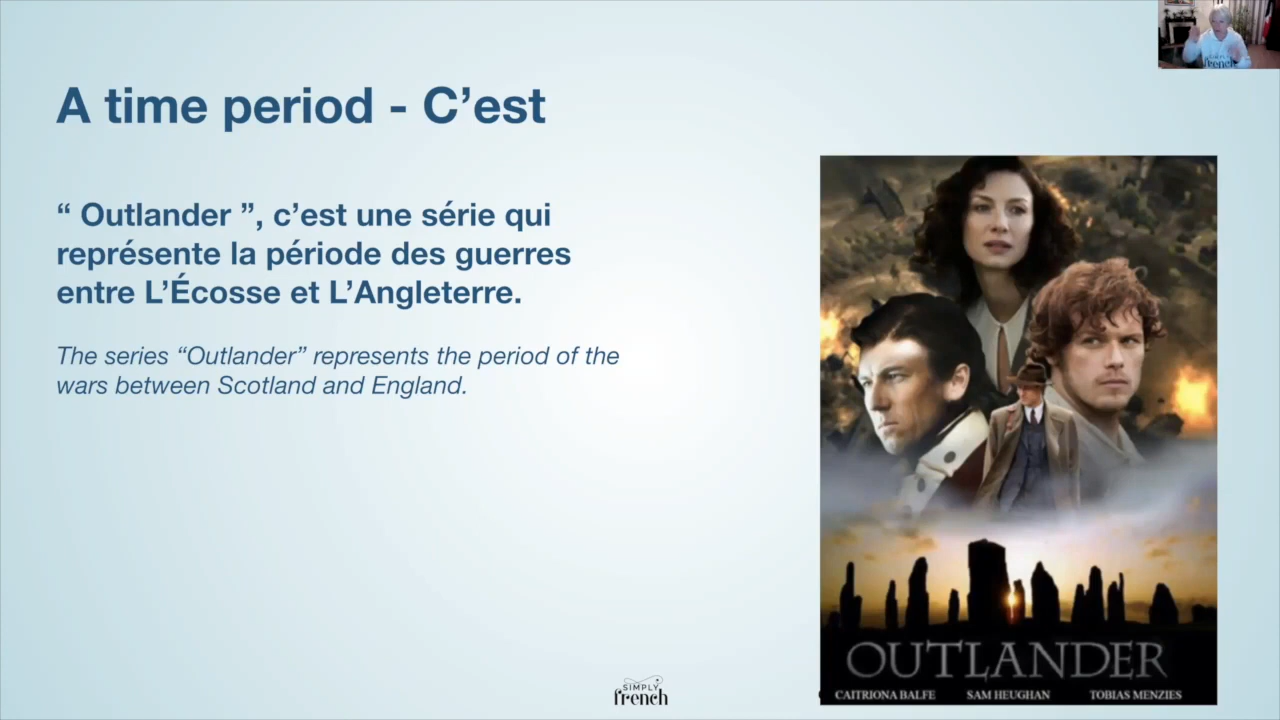 A time period - C’est
“ Outlander ”, c’est une série qui
représente la période des guerres
entre L’Écosse et L’Angleterre.
The series “Outlander” represents the period of the
wars between Scotland and England.
OUTLANDER
CAITRIONA BALFE SAM HEUGHAN TOBIAS MENZIES
SIMPLY
french
french